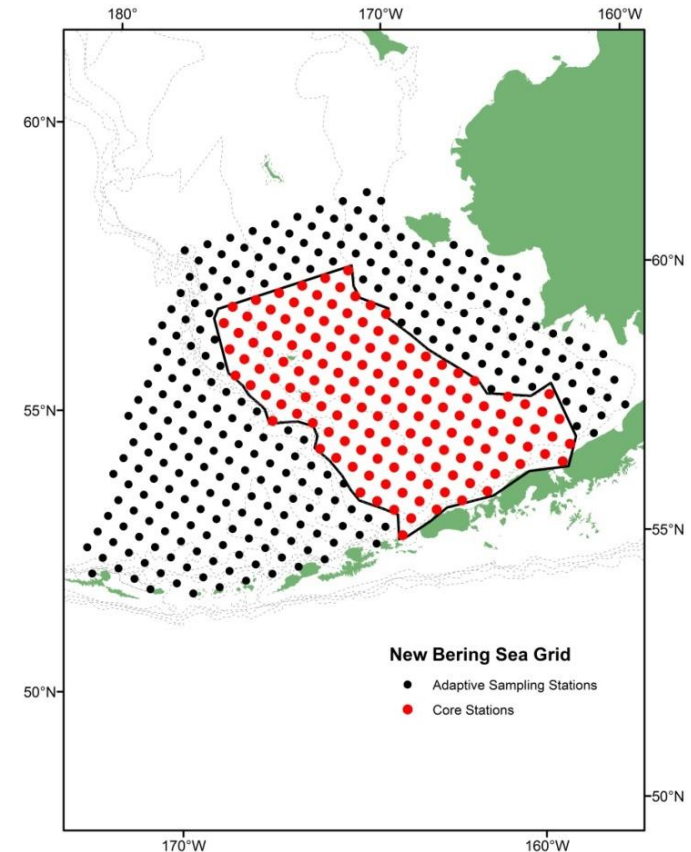 180°
170°W
160°W
60°N
60°N
55°N
55°N
New Bering Sea Grid
Adaptive Sampling Stations
Core Stations
50°N
50°N
170°W
160°W